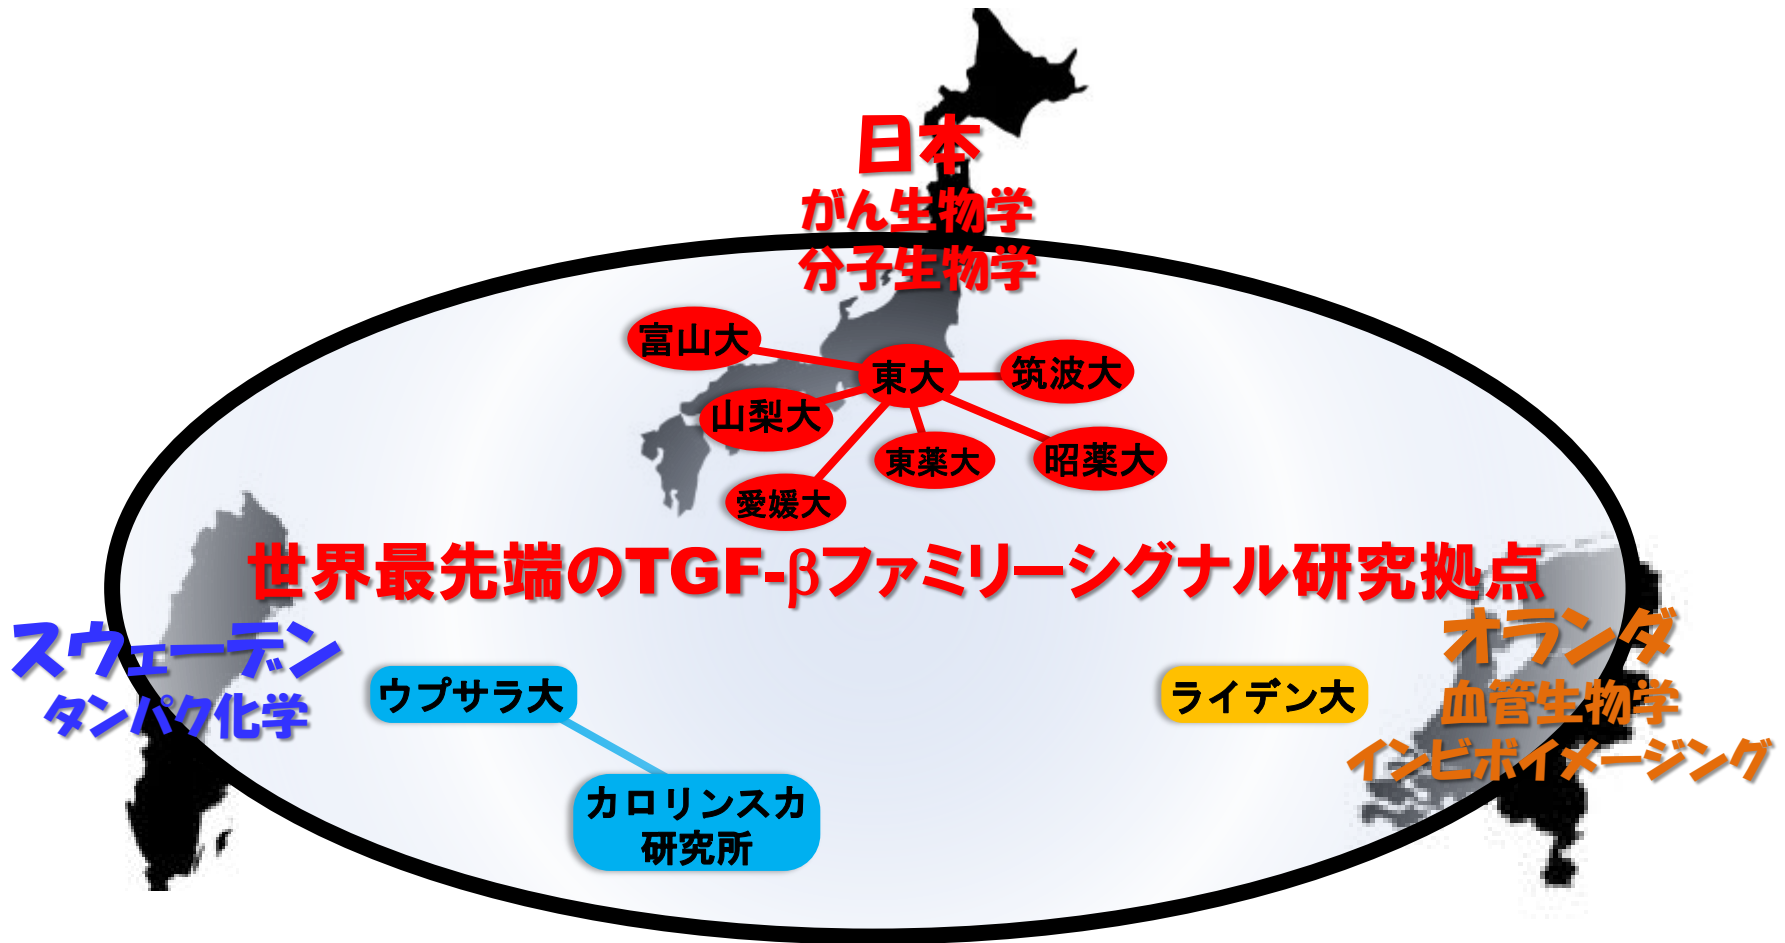 日本
がん生物学
分子生物学
富山大
東大
筑波大
山梨大
東薬大
昭薬大
愛媛大
世界最先端のTGF-βファミリーシグナル研究拠点
スウェーデン
タンパク化学
ウプサラ大
カロリンスカ
研究所
ライデン大
オランダ
血管生物学
インビボイメージング